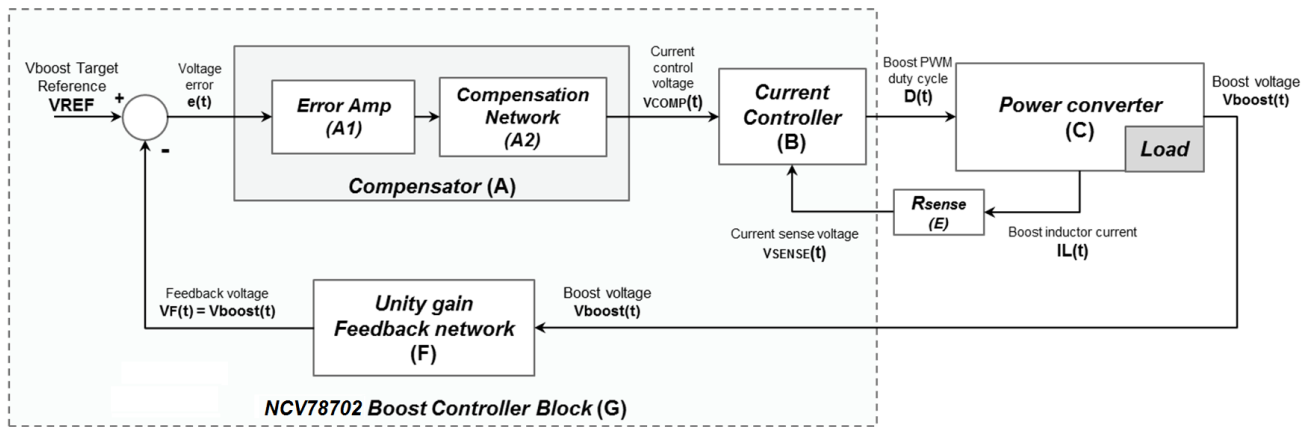 Vboost Target
Reference
VREF
+
-
Voltage
error
e(t)
Error Amp
(A1)
Compensation
Network
(A2)
Compensator (A)
Current
control
voltage
VCOMP(t)
Current
Controller
(B)
Boost PWM
duty cycle
D(t)
Power converter
(C)
Load
Boost voltage
Vboost(t)
Rsense
(E)
Current sense voltage
VSENSE(t)
Boost inductor current
IL(t)
Feedback voltage
VF(t) = Vboost(t)
Unity gain
Feedback network
(F)
Boost voltage
Vboost(t)
NCV78702 Boost Controller Block (G)